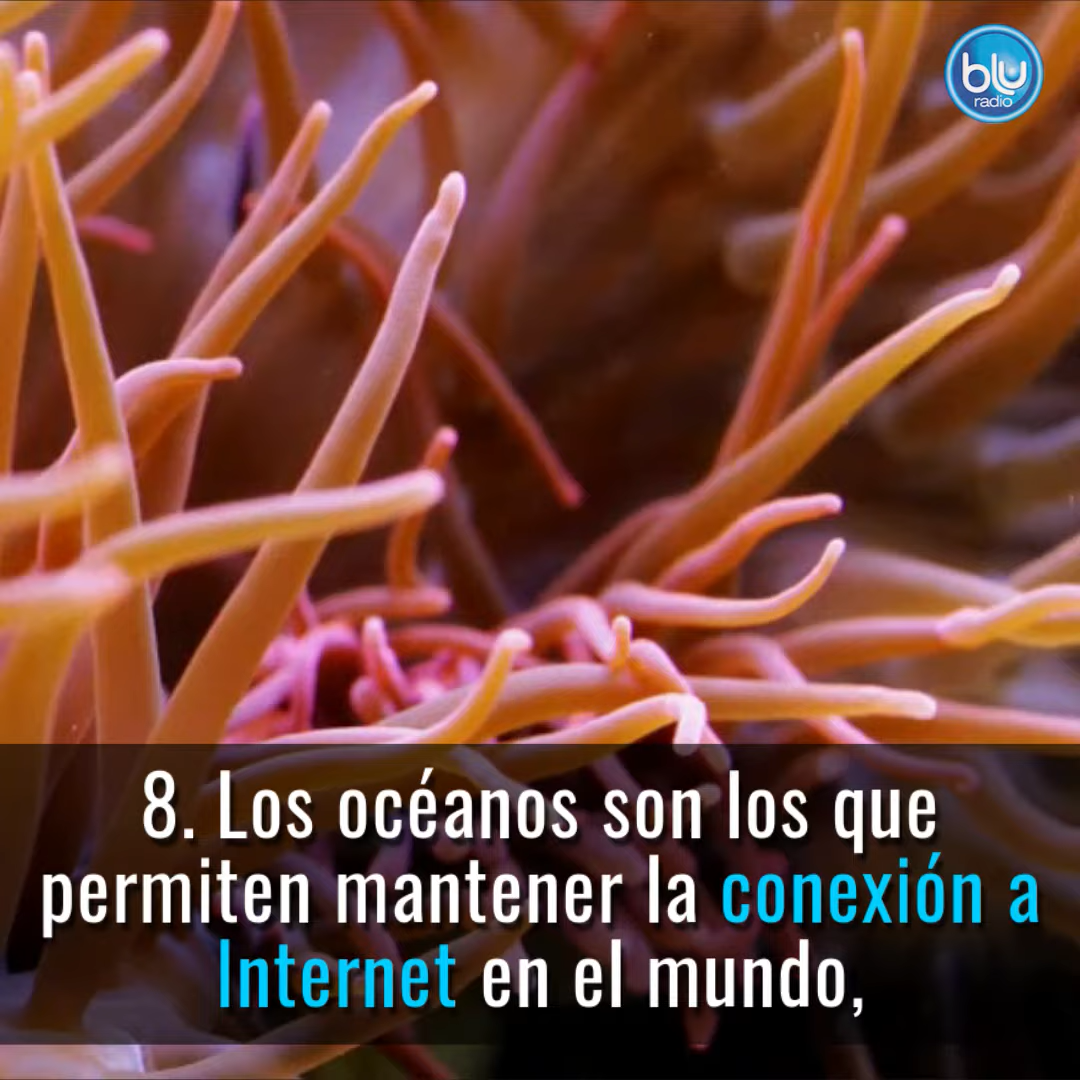 blu
radio
8. Los océanos son los que
permiten mantener la conexión a
Internet en el mundo,